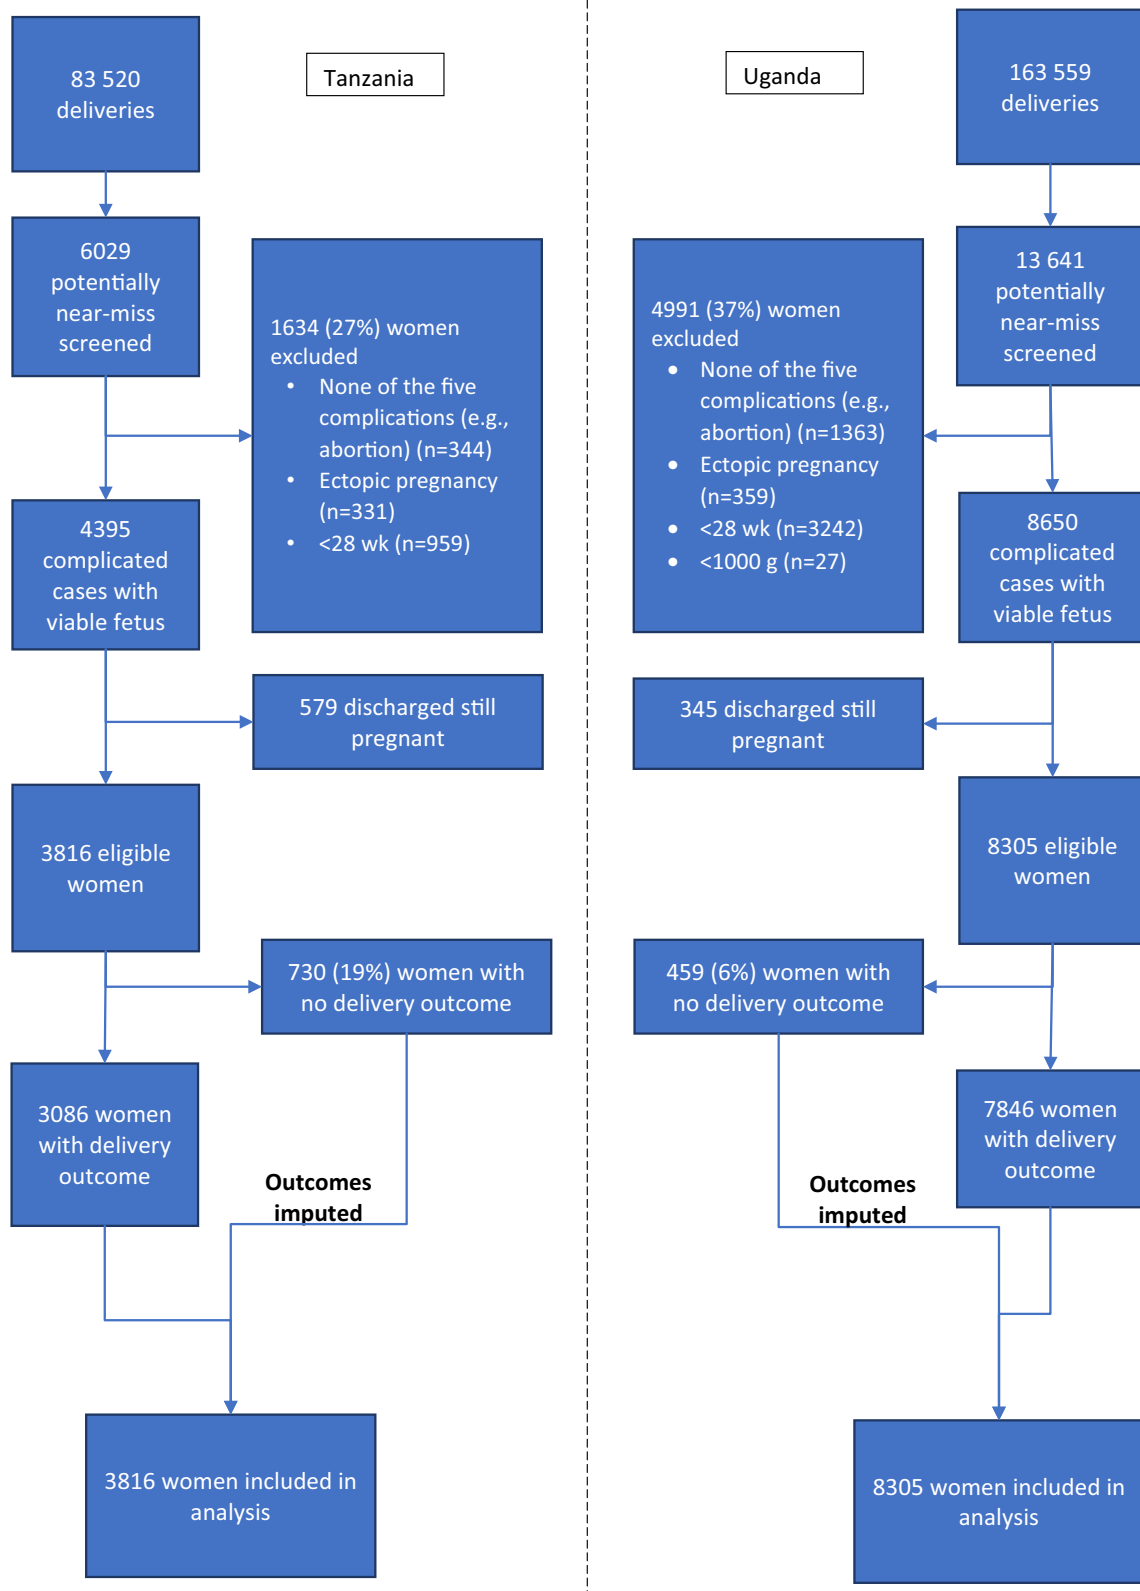 Tanzania
83 520
deliveries
6029
potentially
near-miss
screened
1634 (27%) women
excluded
• None of the five
complications (e.g.,
abortion) (n=344)
• Ectopic pregnancy
(n=331)
• <28 wk (n=959)
4395
complicated
cases with
viable fetus
579 discharged still
pregnant
3816 eligible
women
730 (19%) women with
no delivery outcome
3086 women
with delivery
outcome
Outcomes
imputed
3816 women included in
analysis
Uganda
163 559
deliveries
13 641
potentially
near-miss
screened
4991 (37%) women
excluded
• None of the five
complications (e.g.,
abortion) (n=1363)
• Ectopic pregnancy
(n=359)
• <28 wk (n=3242)
• <1000 g (n=27)
8650
complicated
cases with
viable fetus
345 discharged still
pregnant
8305 eligible
women
459 (6%) women with
no delivery outcome
7846 women
with delivery
outcome
Outcomes
imputed
8305 women included in
analysis